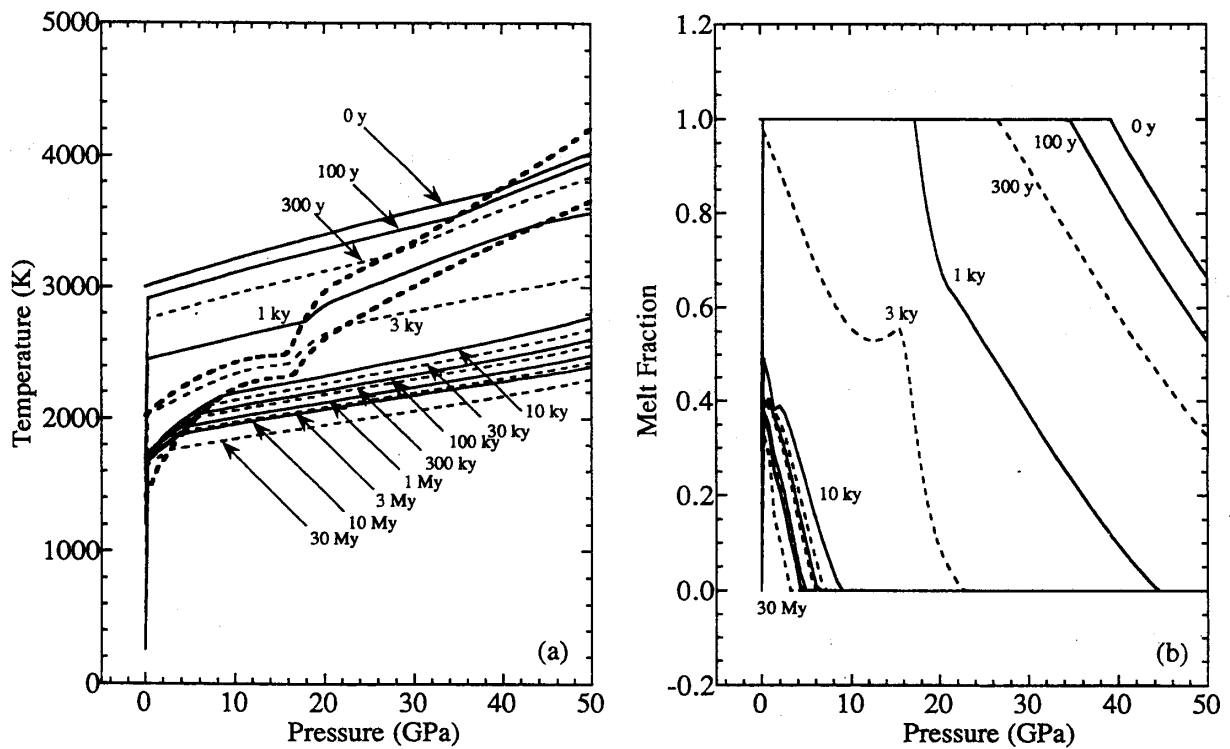 5000
4000
3000
2000
1000
0
Temperature (K)
0 y
100 y
300 y
1 ky
3 ky
10 ky
30 ky
100 ky
300 ky
1 My
3 My
10 My
30 My
(a)
0
10
20
30
40
50
Pressure (GPa)
1.2
1.0
0.8
0.6
0.4
0.2
0.0
-0.2
Melt Fraction
0 y
100 y
300 y
1 ky
3 ky
10 ky
30 My
(b)
0
10
20
30
40
50
Pressure (GPa)